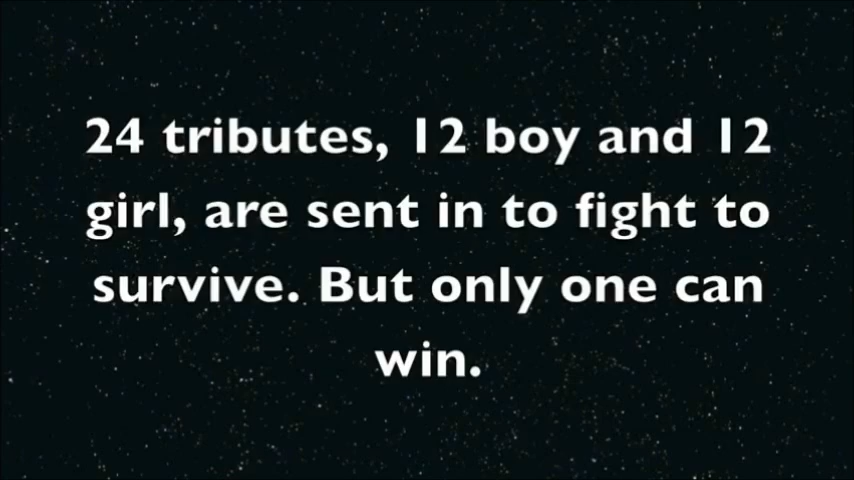 24 tributes, 12 boy and 12
girl, are sent in to fight to
survive. But only one can
win.